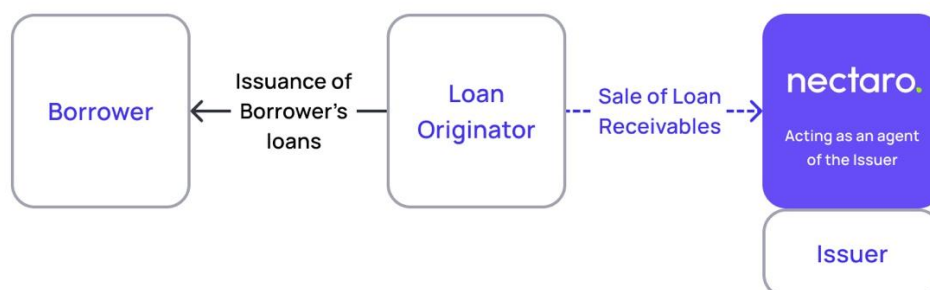 Borrower
Issuance of
Borrower's
loans
Loan
Originator
Sale of Loan
Receivables
nectaro.
Acting as an agent
of the Issuer
Issuer